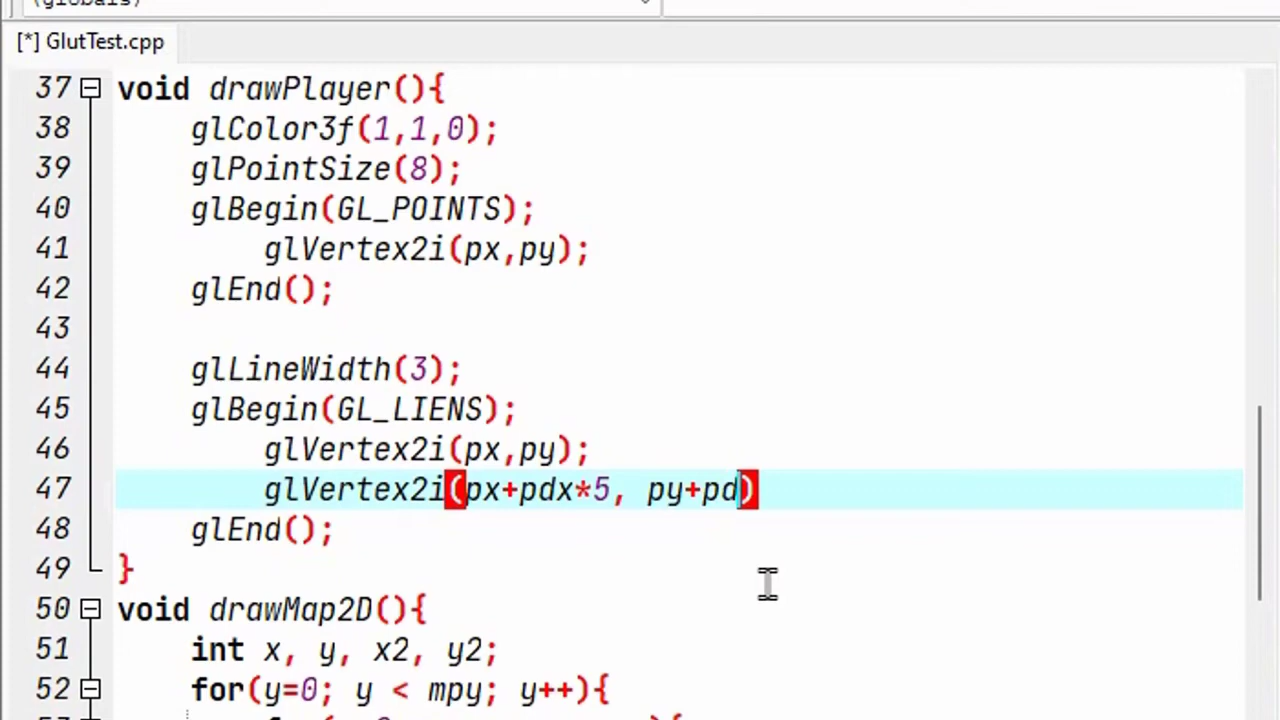 (globals)
[*] GlutTest.cpp
37 void drawPlayer(){
38 glColor3f(1,1,0);
39 glPointSize(8);
40 glBegin(GL_POINTS);
41 glVertex2i(px,py);
42 glEnd();
43
44 glLineWidth(3);
45 glBegin(GL_LIENS);
46 glVertex2i(px,py);
47 glVertex2i(px+pdx*5, py+pd)
48 glEnd();
49 }
50 void drawMap2D(){
51 int x, y, x2, y2;
52 for(y=0; y < mpy; y++){